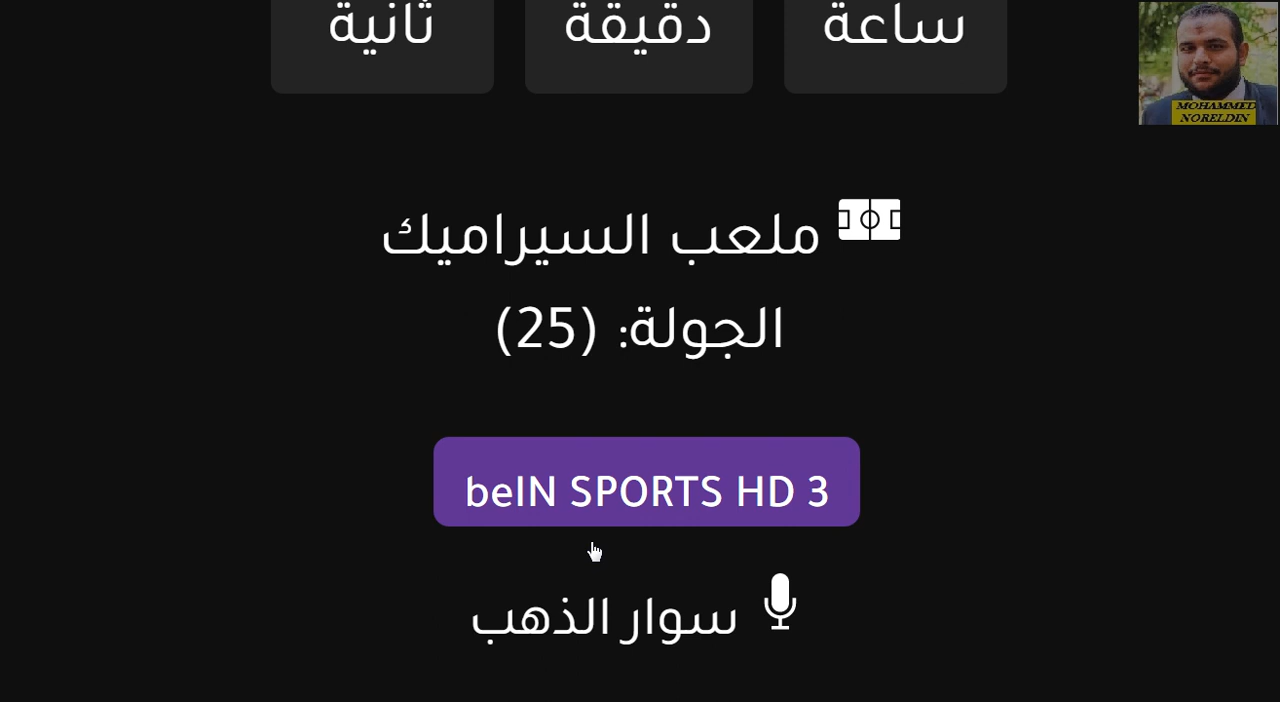 ساعة
دقيقة
ثانية
MOHAMMED
NORELDIN
ملعب السيراميك
الجولة: (25)
beIN SPORTS HD 3
سوار الذهب